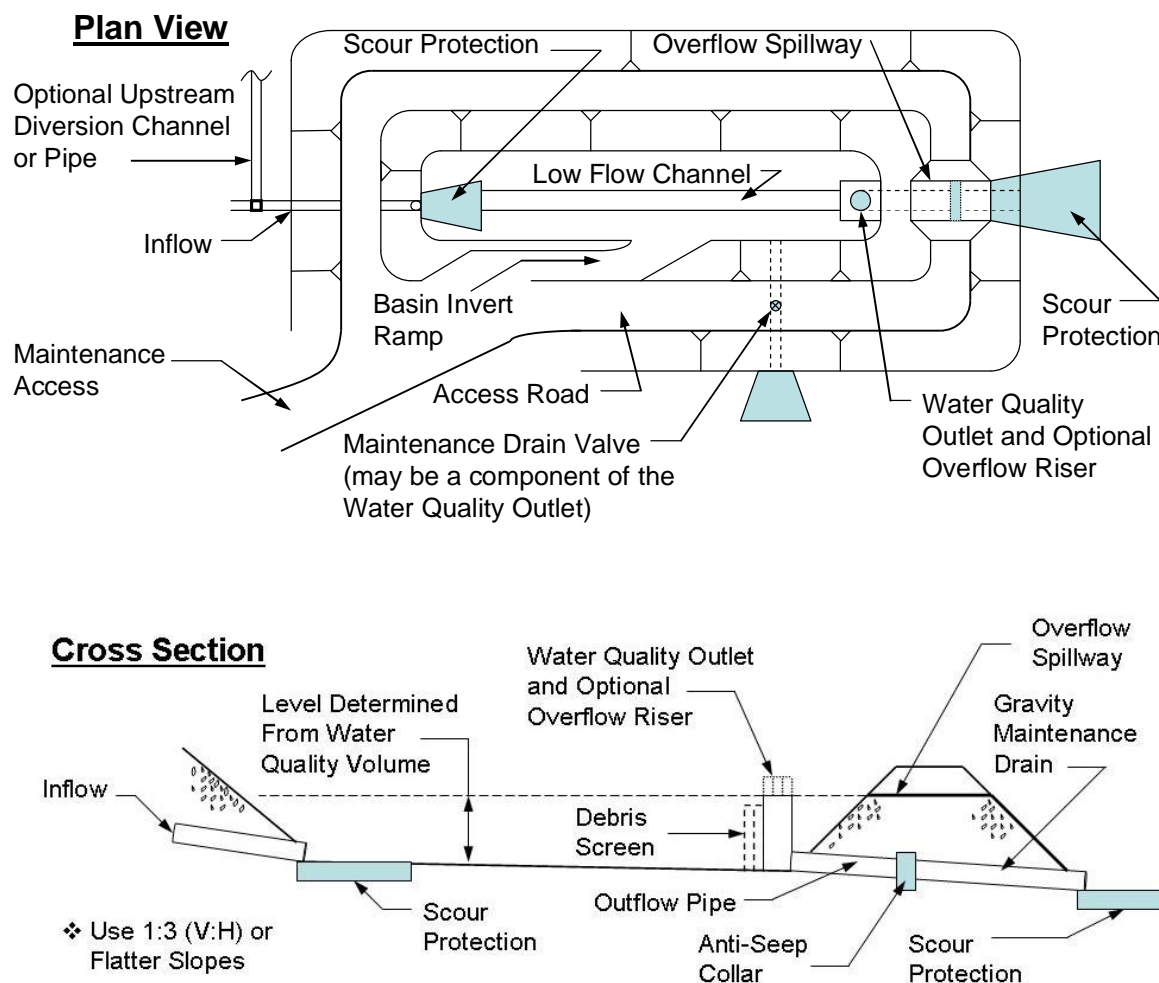 Plan View
Scour Protection
Overflow Spillway
Optional Upstream
Diversion Channel
or Pipe
Low Flow Channel
Inflow
Basin Invert
Ramp
Scour
Protection
Maintenance
Access
Access Road
Water Quality
Outlet and Optional
Overflow Riser
Maintenance Drain Valve
(may be a component of the
Water Quality Outlet)
Cross Section
Overflow
Spillway
Water Quality Outlet
and Optional
Overflow Riser
Level Determined
From Water
Quality Volume
Gravity
Maintenance
Drain
Inflow
Debris
Screen
Outflow Pipe
Scour
Protection
❖ Use 1:3 (V:H) or
Flatter Slopes
Anti-Seep
Collar
Scour
Protection